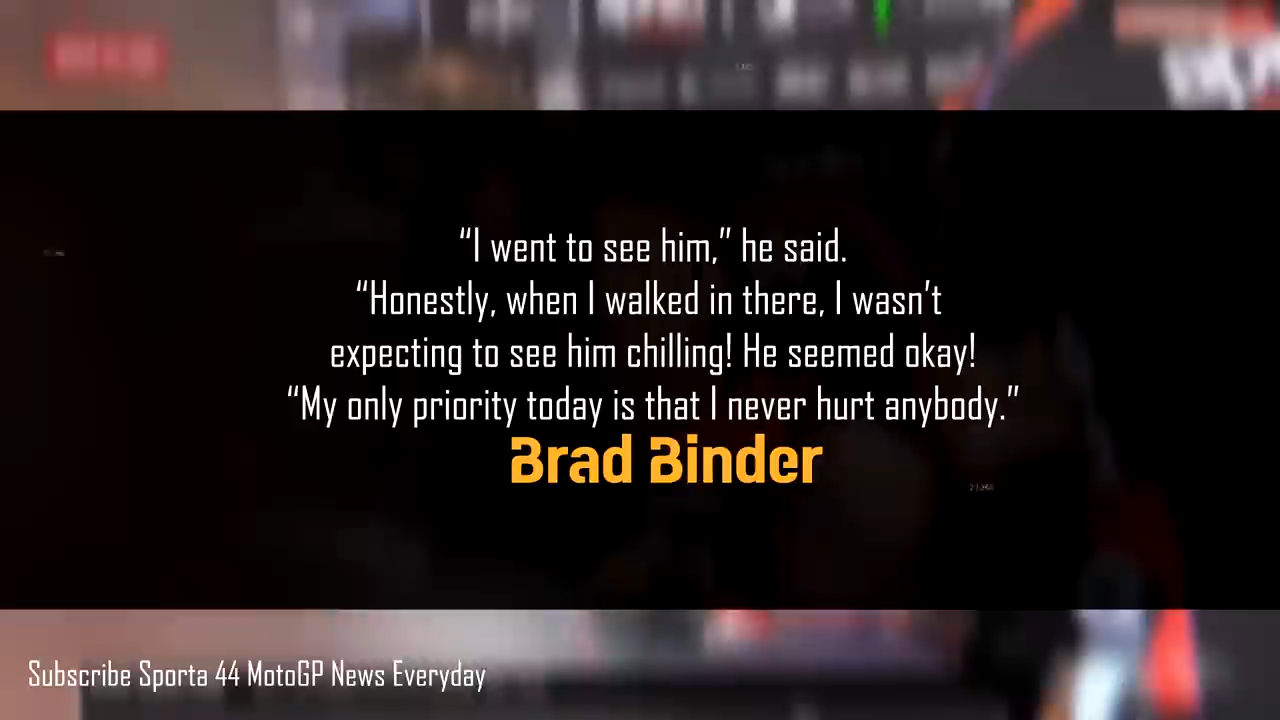 “I went to see him,” he said.
“Honestly, when I walked in there, I wasn’t
expecting to see him chilling! He seemed okay!
“My only priority today is that I never hurt anybody.”
Brad Binder
Subscribe Sporta 44 MotoGP News Everyday